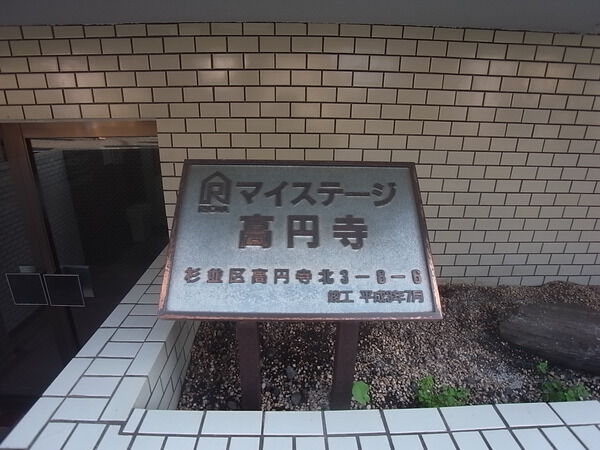 マイステージ
高円寺
杉並区高円寺北3-8-6
竣工 平成3年7月